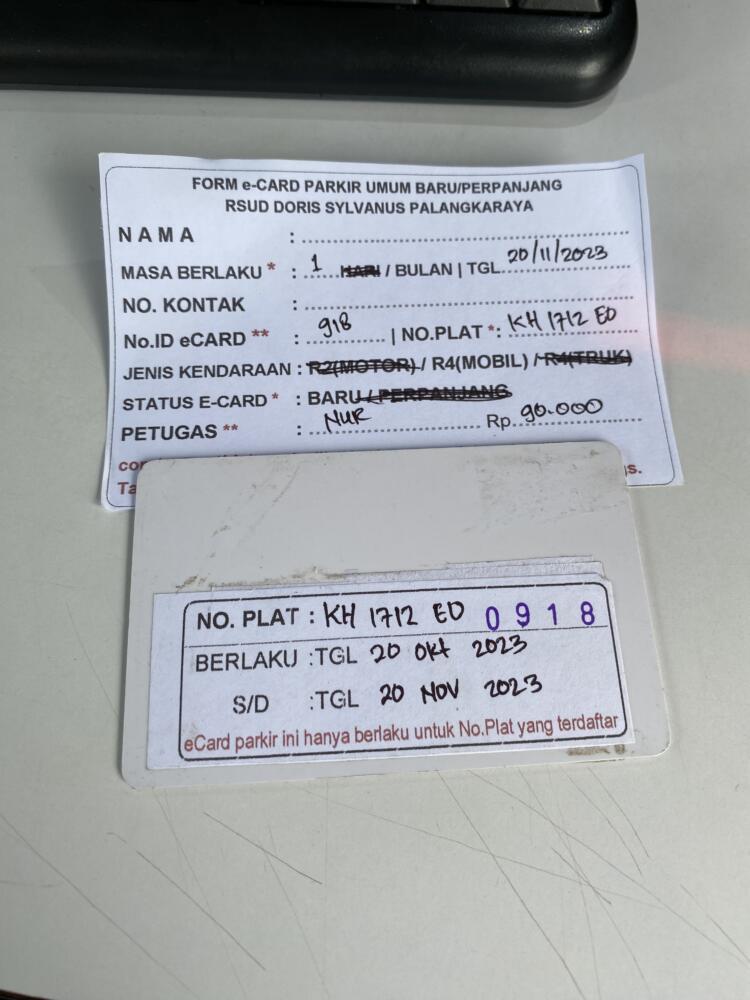 FORM e-CARD PARKIR UMUM BARU/PERPANJANG
RSUD DORIS SYLVANUS PALANGKARAYA
NAMA :
MASA BERLAKU * : 1 HARI / BULAN | TGL. 20/11/2023
NO. KONTAK :
No.ID eCARD ** : 918 | NO.PLAT *: KH 1712 ED
JENIS KENDARAAN : R2(MOTOR) / R4(MOBIL) / R4(TRUK)
STATUS E-CARD * : BARU / PERPANJANG
PETUGAS ** : NUR Rp. 90.000
NO. PLAT : KH 1712 ED 0918
BERLAKU :TGL 20 Okt 2023
S/D :TGL 20 NOV 2023
eCard parkir ini hanya berlaku untuk No.Plat yang terdaftar